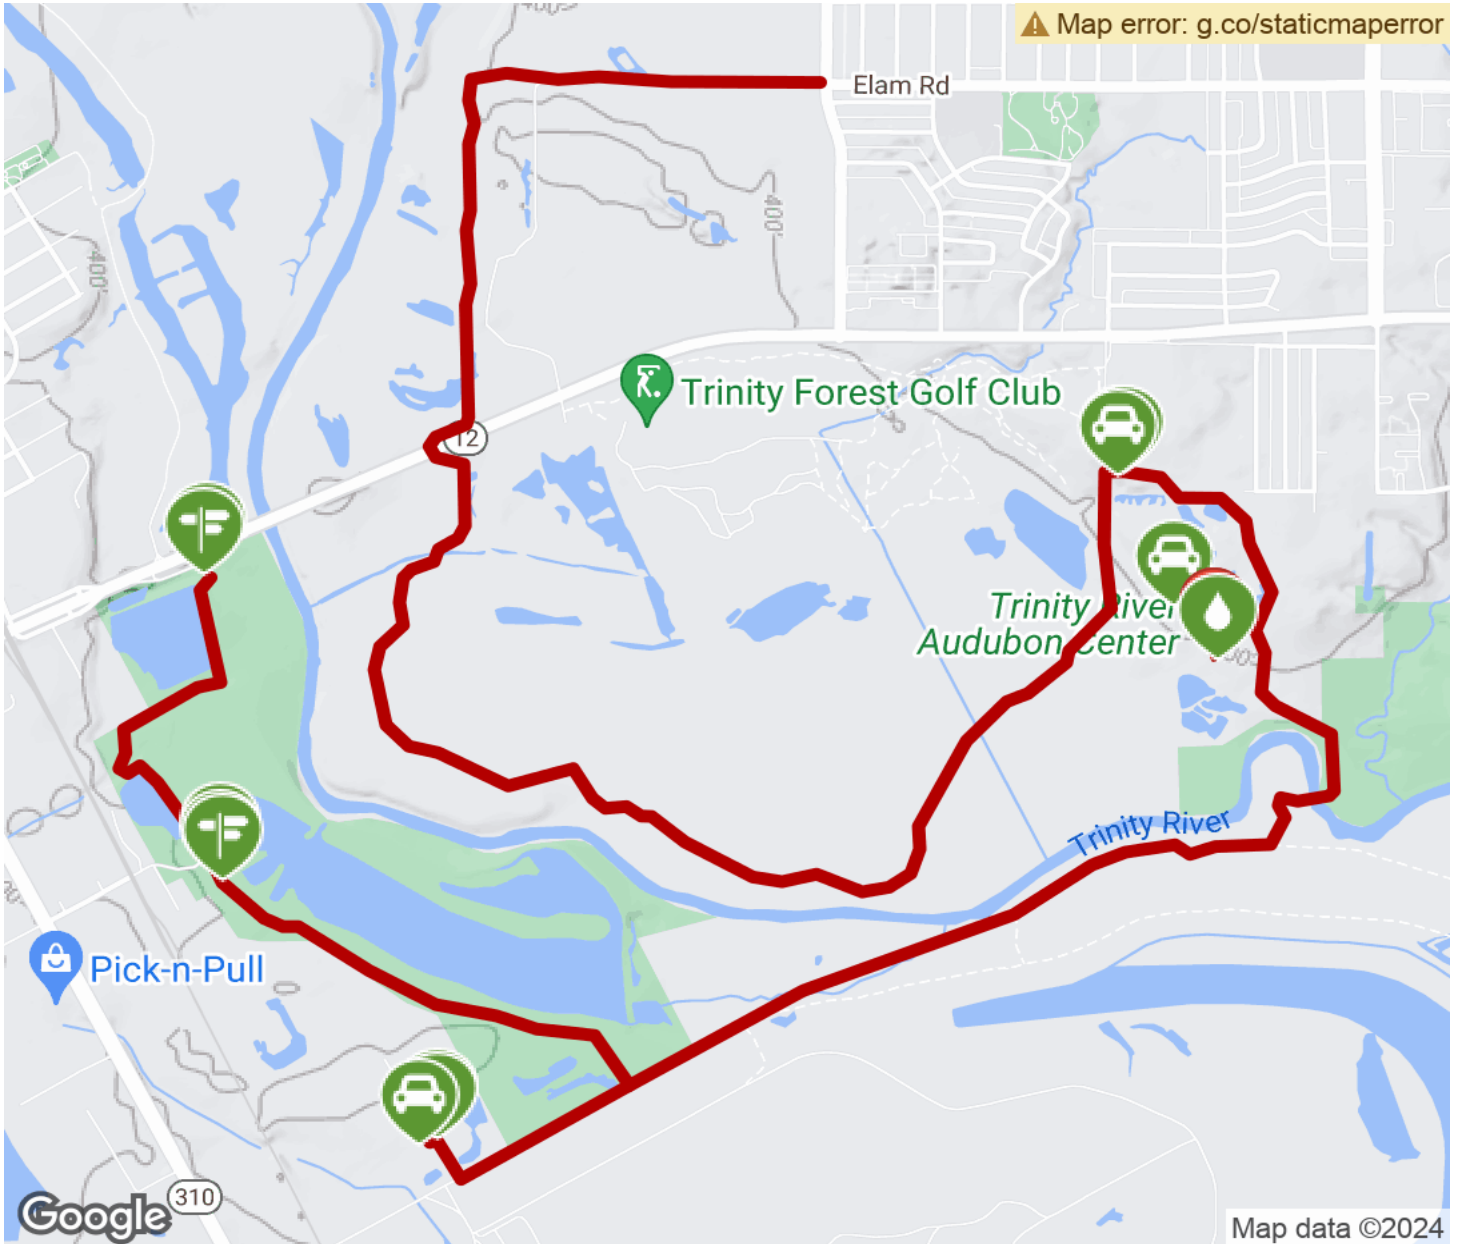 Map error: g.co/staticmaperror
Elam Rd
400'
400'
400'
Trinity Forest Golf Club
12
Trinity River
Audubon Center
Trinity River
Pick-n-Pull
310
Google
Map data ©2024